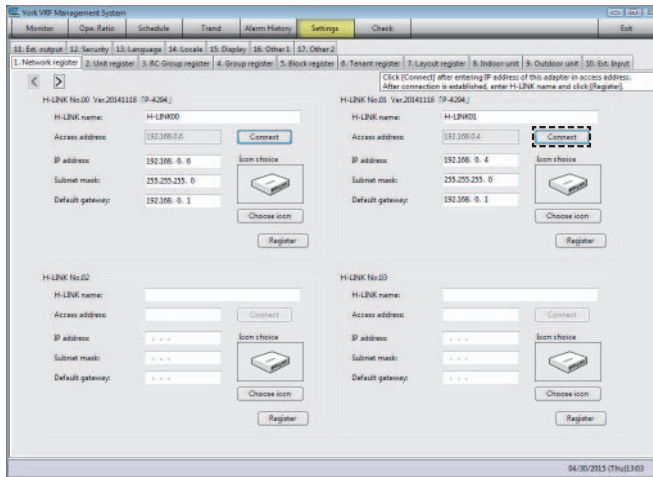 York VRF Management System
Monitor Ope. Ratio Schedule Trend Alarm History Settings Check Exit
11. Ext. output 12. Security 13. Language 14. Locale 15. Display 16. Other1 17. Other2
1. Network register 2. Unit register 3. RC Group register 4. Group register 5. Block register 6. Tenant register 7. Layout register 8. Indoor unit 9. Outdoor unit 10. Ext. Input
Click [Connect] after entering IP address of this adapter in access address.
After connection is established, enter H-LINK name and click [Register].
< >
H-LINK No.00 Ver.20141118 [P-4294]
H-LINK name: H-LINK00
Access address: 192.168.0.6 Connect
IP address: 192.168. 0. 6 Icon choice
Subnet mask: 255.255.255. 0
Default gateway: 192.168. 0. 1
Choose icon
Register
H-LINK No.01 Ver.20141118 [P-4294]
H-LINK name: H-LINK01
Access address: 192.168.0.4 Connect
IP address: 192.168. 0. 4 Icon choice
Subnet mask: 255.255.255. 0
Default gateway: 192.168. 0. 1
Choose icon
Register
H-LINK No.02
H-LINK name:
Access address: Connect
IP address: . . . Icon choice
Subnet mask: . . .
Default gateway: . . .
Choose icon
Register
H-LINK No.03
H-LINK name:
Access address: Connect
IP address: . . . Icon choice
Subnet mask: . . .
Default gateway: . . .
Choose icon
Register
04/30/2015 (Thu)13:03